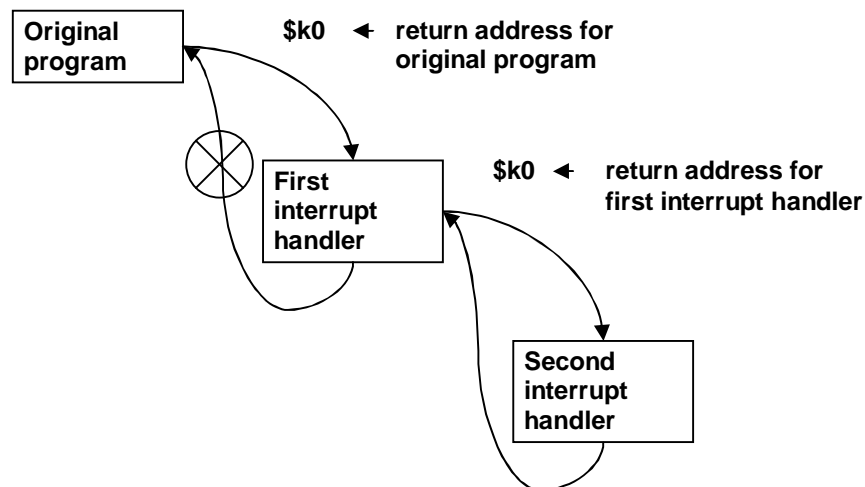 Original
program
$k0 ← return address for
original program
First
interrupt
handler
$k0 ← return address for
first interrupt handler
Second
interrupt
handler